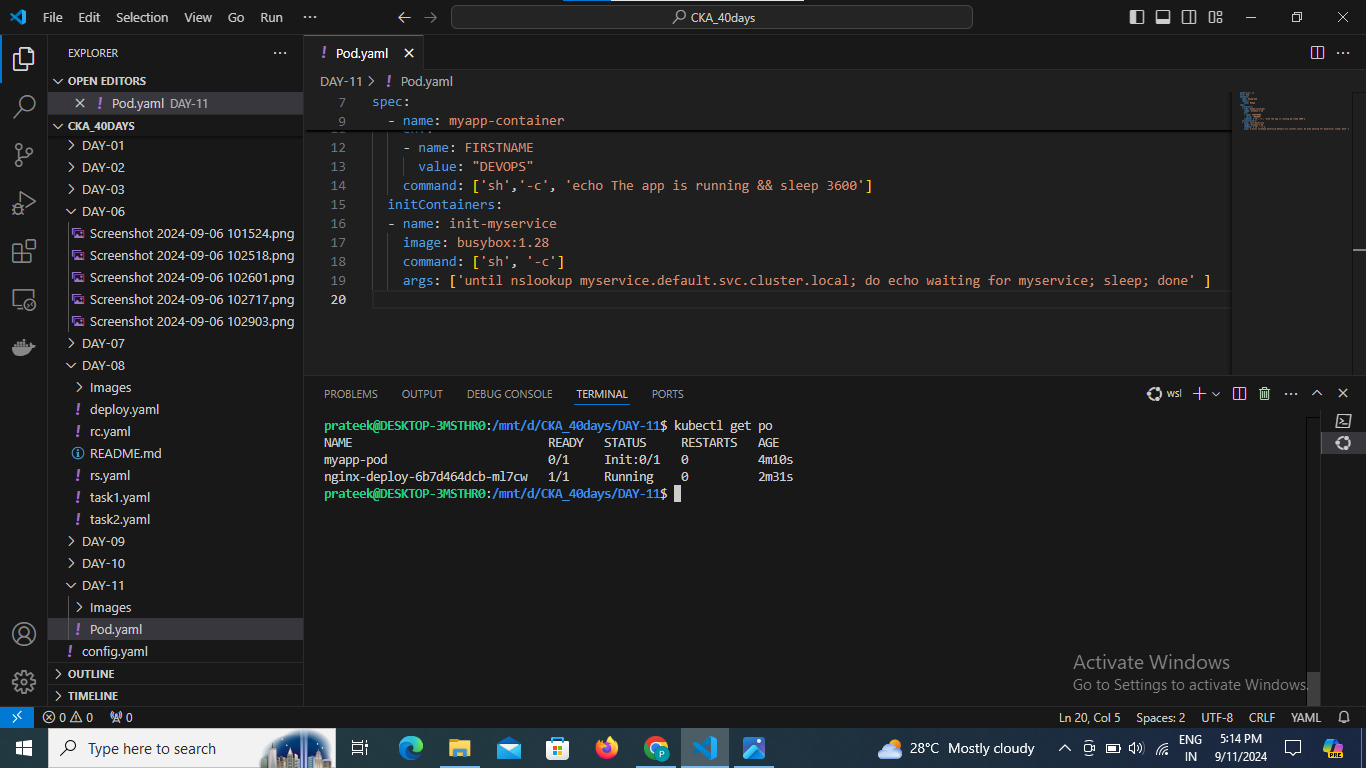 File Edit Selection View Go Run ···
CKA_40days
EXPLORER
OPEN EDITORS
Pod.yaml DAY-11
CKA_40DAYS
DAY-01
DAY-02
DAY-03
DAY-06
Screenshot 2024-09-06 101524.png
Screenshot 2024-09-06 102518.png
Screenshot 2024-09-06 102601.png
Screenshot 2024-09-06 102717.png
Screenshot 2024-09-06 102903.png
DAY-07
DAY-08
Images
deploy.yaml
rc.yaml
README.md
rs.yaml
task1.yaml
task2.yaml
DAY-09
DAY-10
DAY-11
Images
Pod.yaml
config.yaml
OUTLINE
TIMELINE
! Pod.yaml
DAY-11 > ! Pod.yaml
7 spec:
9 - name: myapp-container
12 - name: FIRSTNAME
13 value: "DEVOPS"
14 command: ['sh','-c', 'echo The app is running && sleep 3600']
15 initContainers:
16 - name: init-myservice
17 image: busybox:1.28
18 command: ['sh', '-c']
19 args: ['until nslookup myservice.default.svc.cluster.local; do echo waiting for myservice; sleep; done' ]
20
PROBLEMS OUTPUT DEBUG CONSOLE TERMINAL PORTS
wsl
prateek@DESKTOP-3MSTHR0:/mnt/d/CKA_40days/DAY-11$ kubectl get po
NAME READY STATUS RESTARTS AGE
myapp-pod 0/1 Init:0/1 0 4m10s
nginx-deploy-6b7d464dcb-ml7cw 1/1 Running 0 2m31s
prateek@DESKTOP-3MSTHR0:/mnt/d/CKA_40days/DAY-11$
Activate Windows
Go to Settings to activate Windows.
0 0 0
Ln 20, Col 5 Spaces: 2 UTF-8 CRLF YAML
Type here to search
28°C Mostly cloudy
ENG
IN
5:14 PM
9/11/2024
PRE